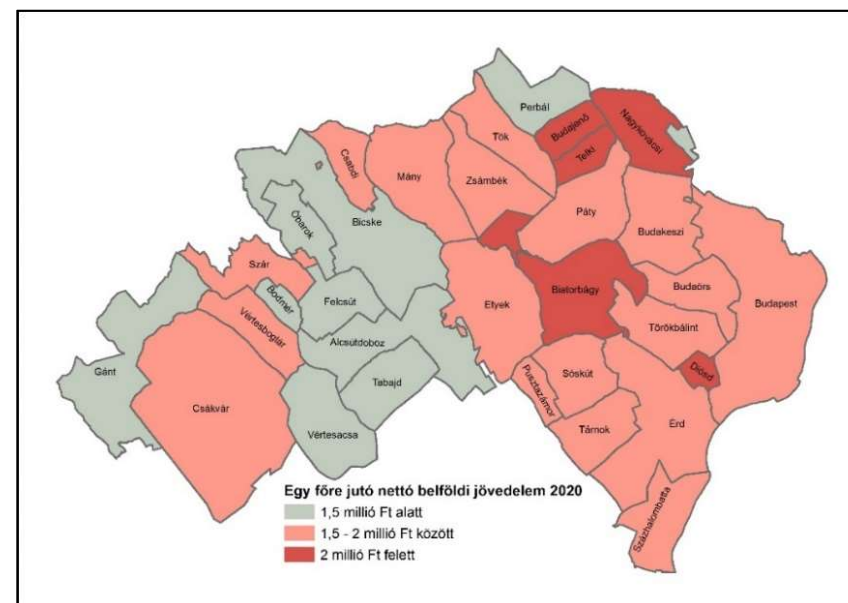 Perbál
Budajenő
Nagykovácsi
Tök
Telki
Csabdi
Mány
Zsámbék
Páty
Budakeszi
Óbarok
Bicske
Szár
Bodmér
Felcsút
Etyek
Biatorbágy
Budaörs
Budapest
Vértesboglár
Alcsútdoboz
Törökbálint
Gánt
Tabajd
Pusztazámor
Sóskút
Diósd
Csákvár
Vértesacsa
Tárnok
Érd
Százhalombatta
Egy főre jutó nettó belföldi jövedelem 2020
1,5 millió Ft alatt
1,5 - 2 millió Ft között
2 millió Ft felett